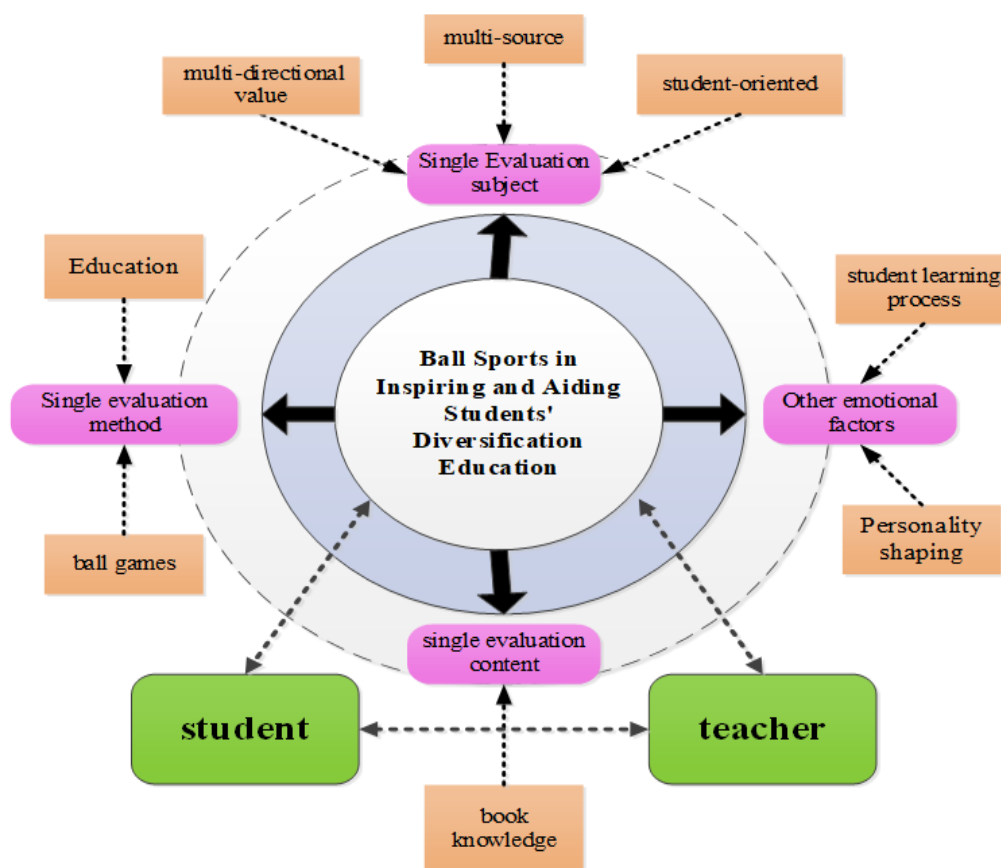 multi-source
multi-directional
value
student-oriented
Single Evaluation
subject
Education
student learning
process
Ball Sports in
Inspiring and Aiding
Students'
Diversification
Education
Single evaluation
method
Other emotional
factors
ball games
Personality
shaping
single evaluation
content
student
teacher
book
knowledge